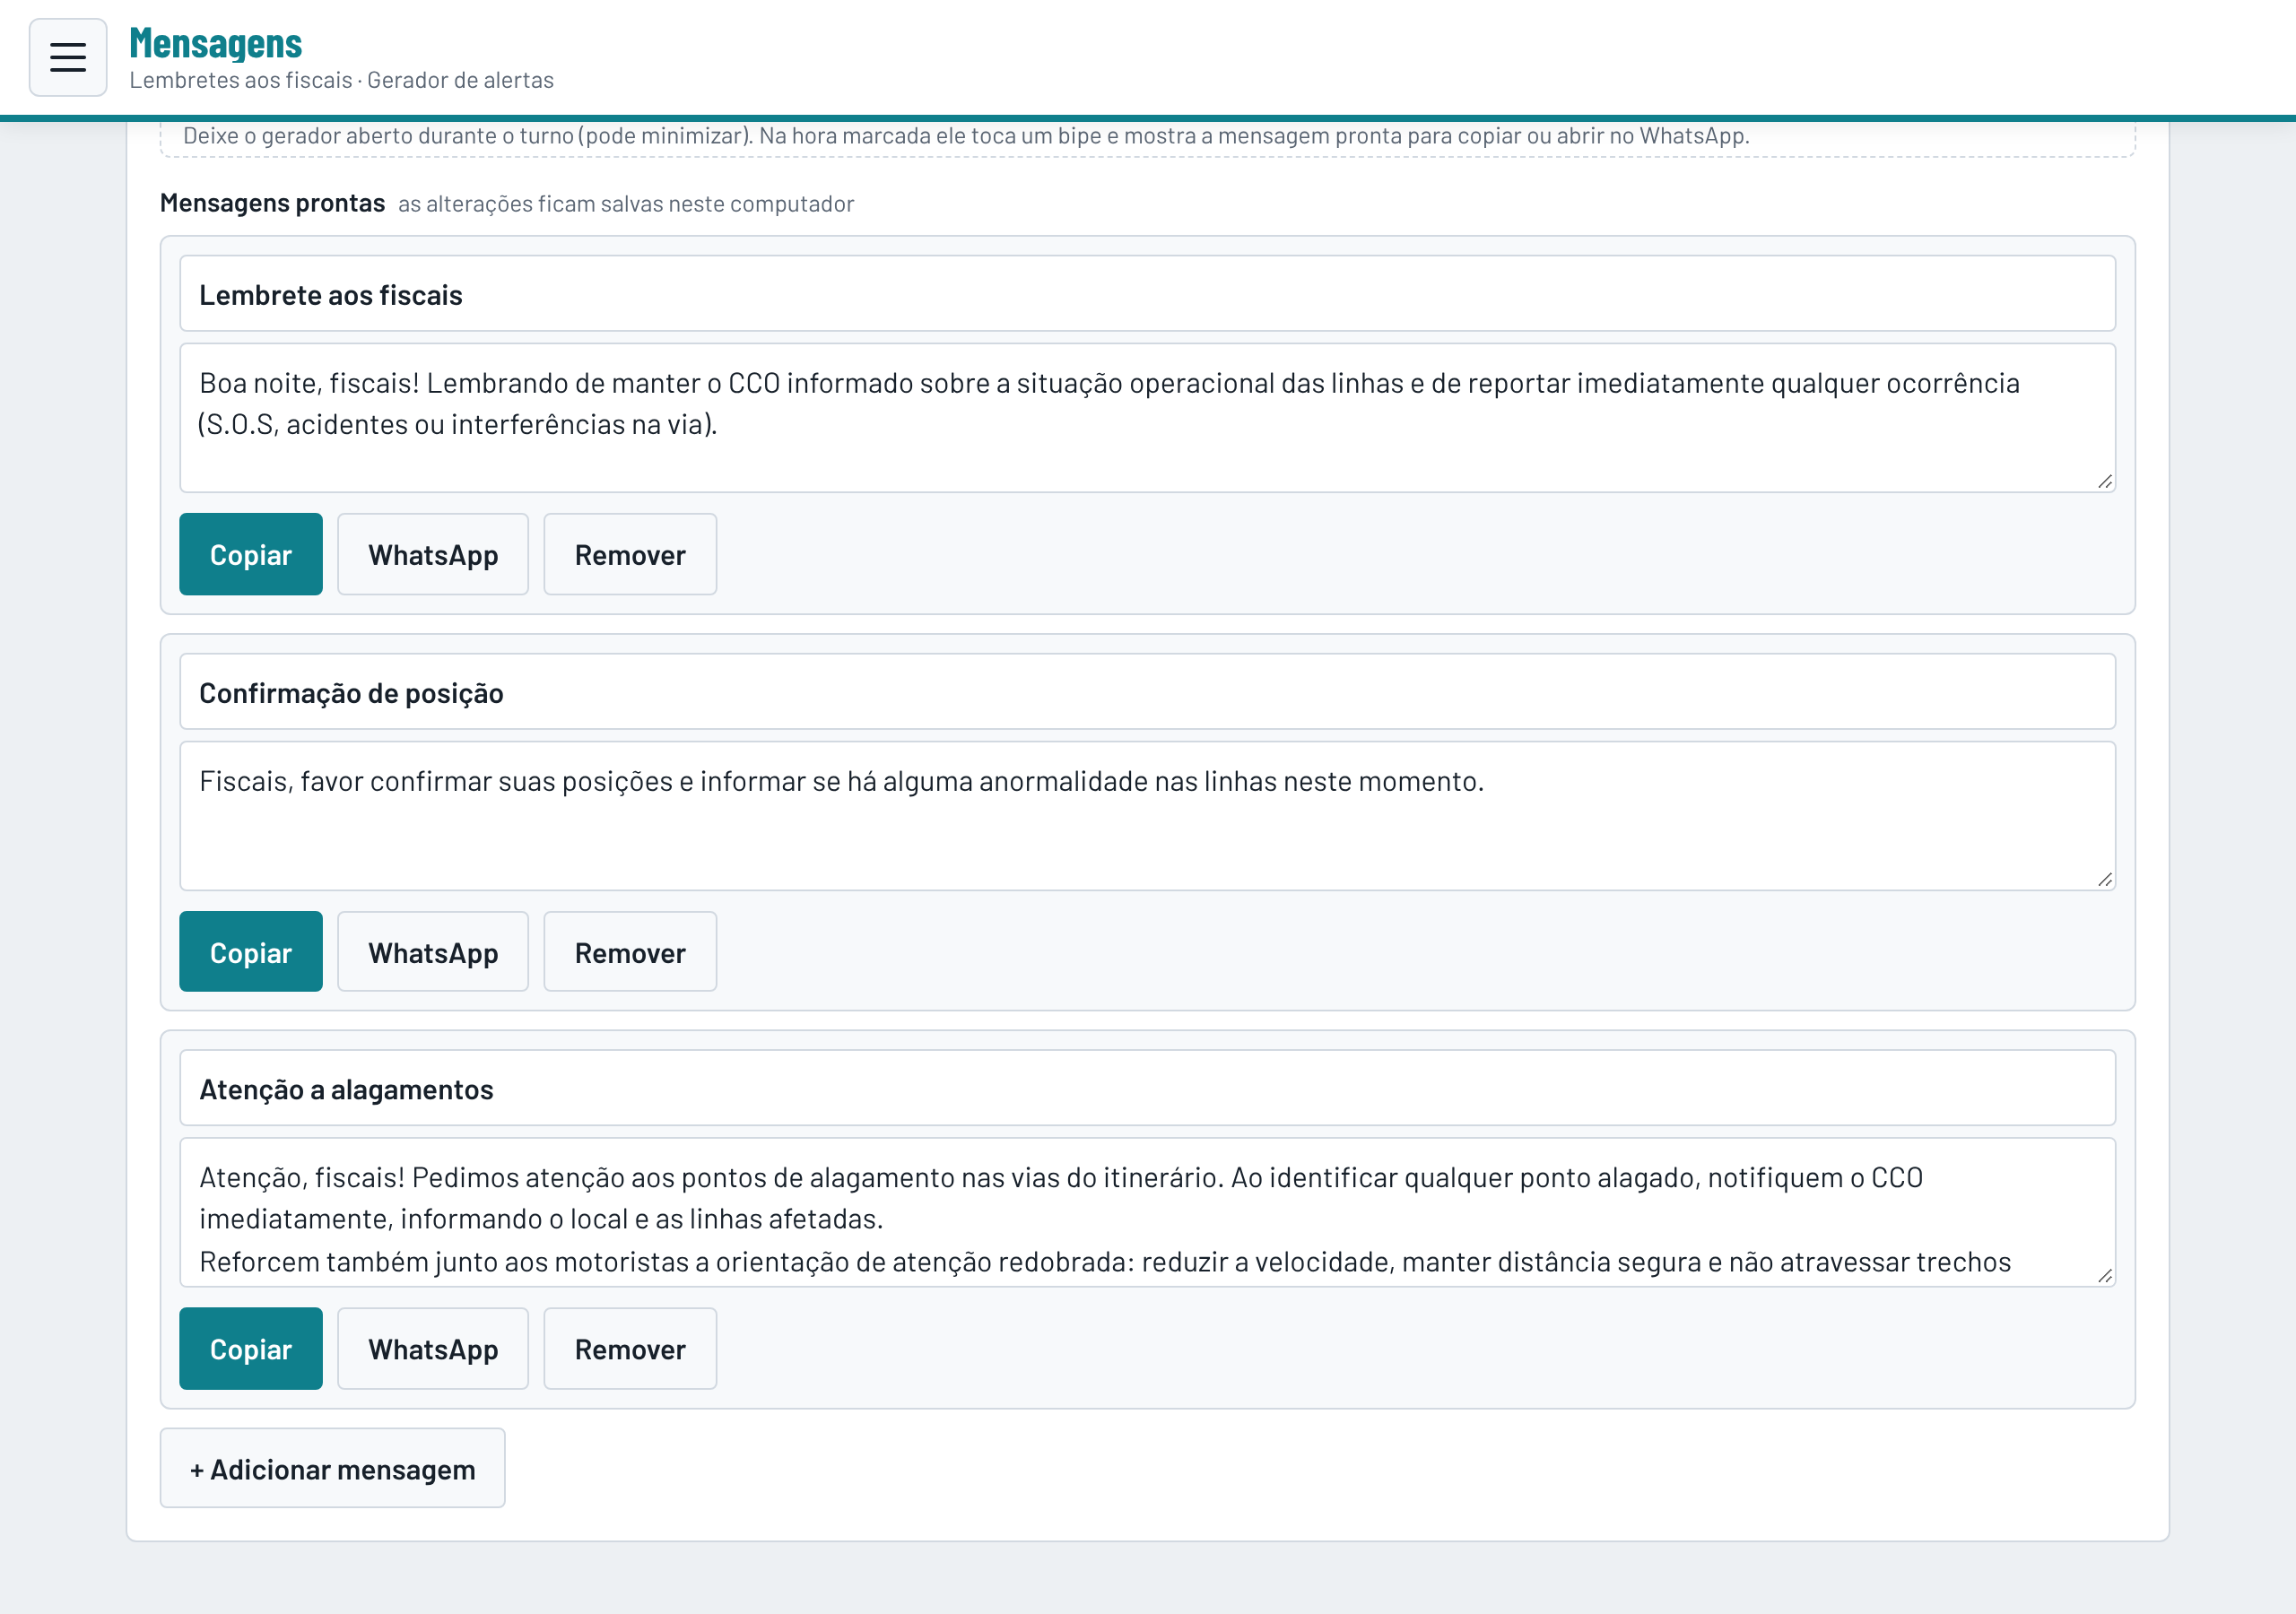 Mensagens
Lembretes aos fiscais · Gerador de alertas
Deixe o gerador aberto durante o turno (pode minimizar). Na hora marcada ele toca um bipe e mostra a mensagem pronta para copiar ou abrir no WhatsApp.
Mensagens prontas as alterações ficam salvas neste computador
Lembrete aos fiscais
Boa noite, fiscais! Lembrando de manter o CCO informado sobre a situação operacional das linhas e de reportar imediatamente qualquer ocorrência
(S.O.S, acidentes ou interferências na via).
Copiar WhatsApp Remover
Confirmação de posição
Fiscais, favor confirmar suas posições e informar se há alguma anormalidade nas linhas neste momento.
Copiar WhatsApp Remover
Atenção a alagamentos
Atenção, fiscais! Pedimos atenção aos pontos de alagamento nas vias do itinerário. Ao identificar qualquer ponto alagado, notifiquem o CCO
imediatamente, informando o local e as linhas afetadas.
Reforcem também junto aos motoristas a orientação de atenção redobrada: reduzir a velocidade, manter distância segura e não atravessar trechos
Copiar WhatsApp Remover
+ Adicionar mensagem